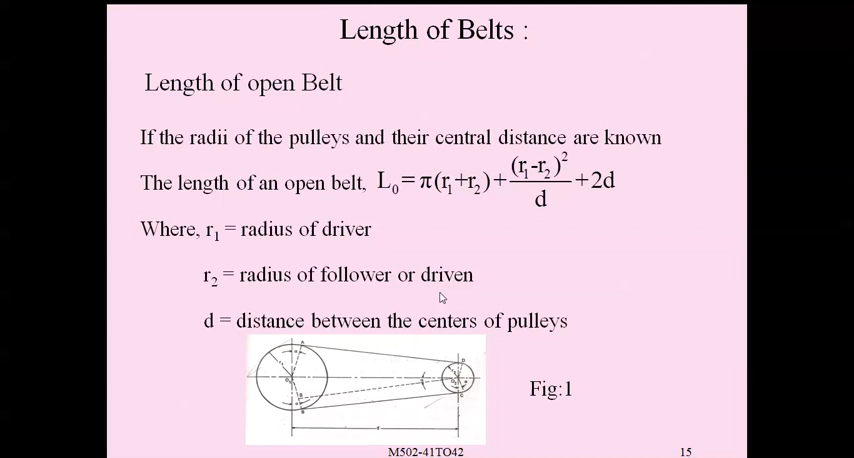 Length of Belts :
Length of open Belt
If the radii of the pulleys and their central distance are known
The length of an open belt, L₀ = π(r₁+r₂) + (r₁-r₂)²/d + 2d
Where, r₁ = radius of driver
r₂ = radius of follower or driven
d = distance between the centers of pulleys
Fig:1
M502-41TO42
15